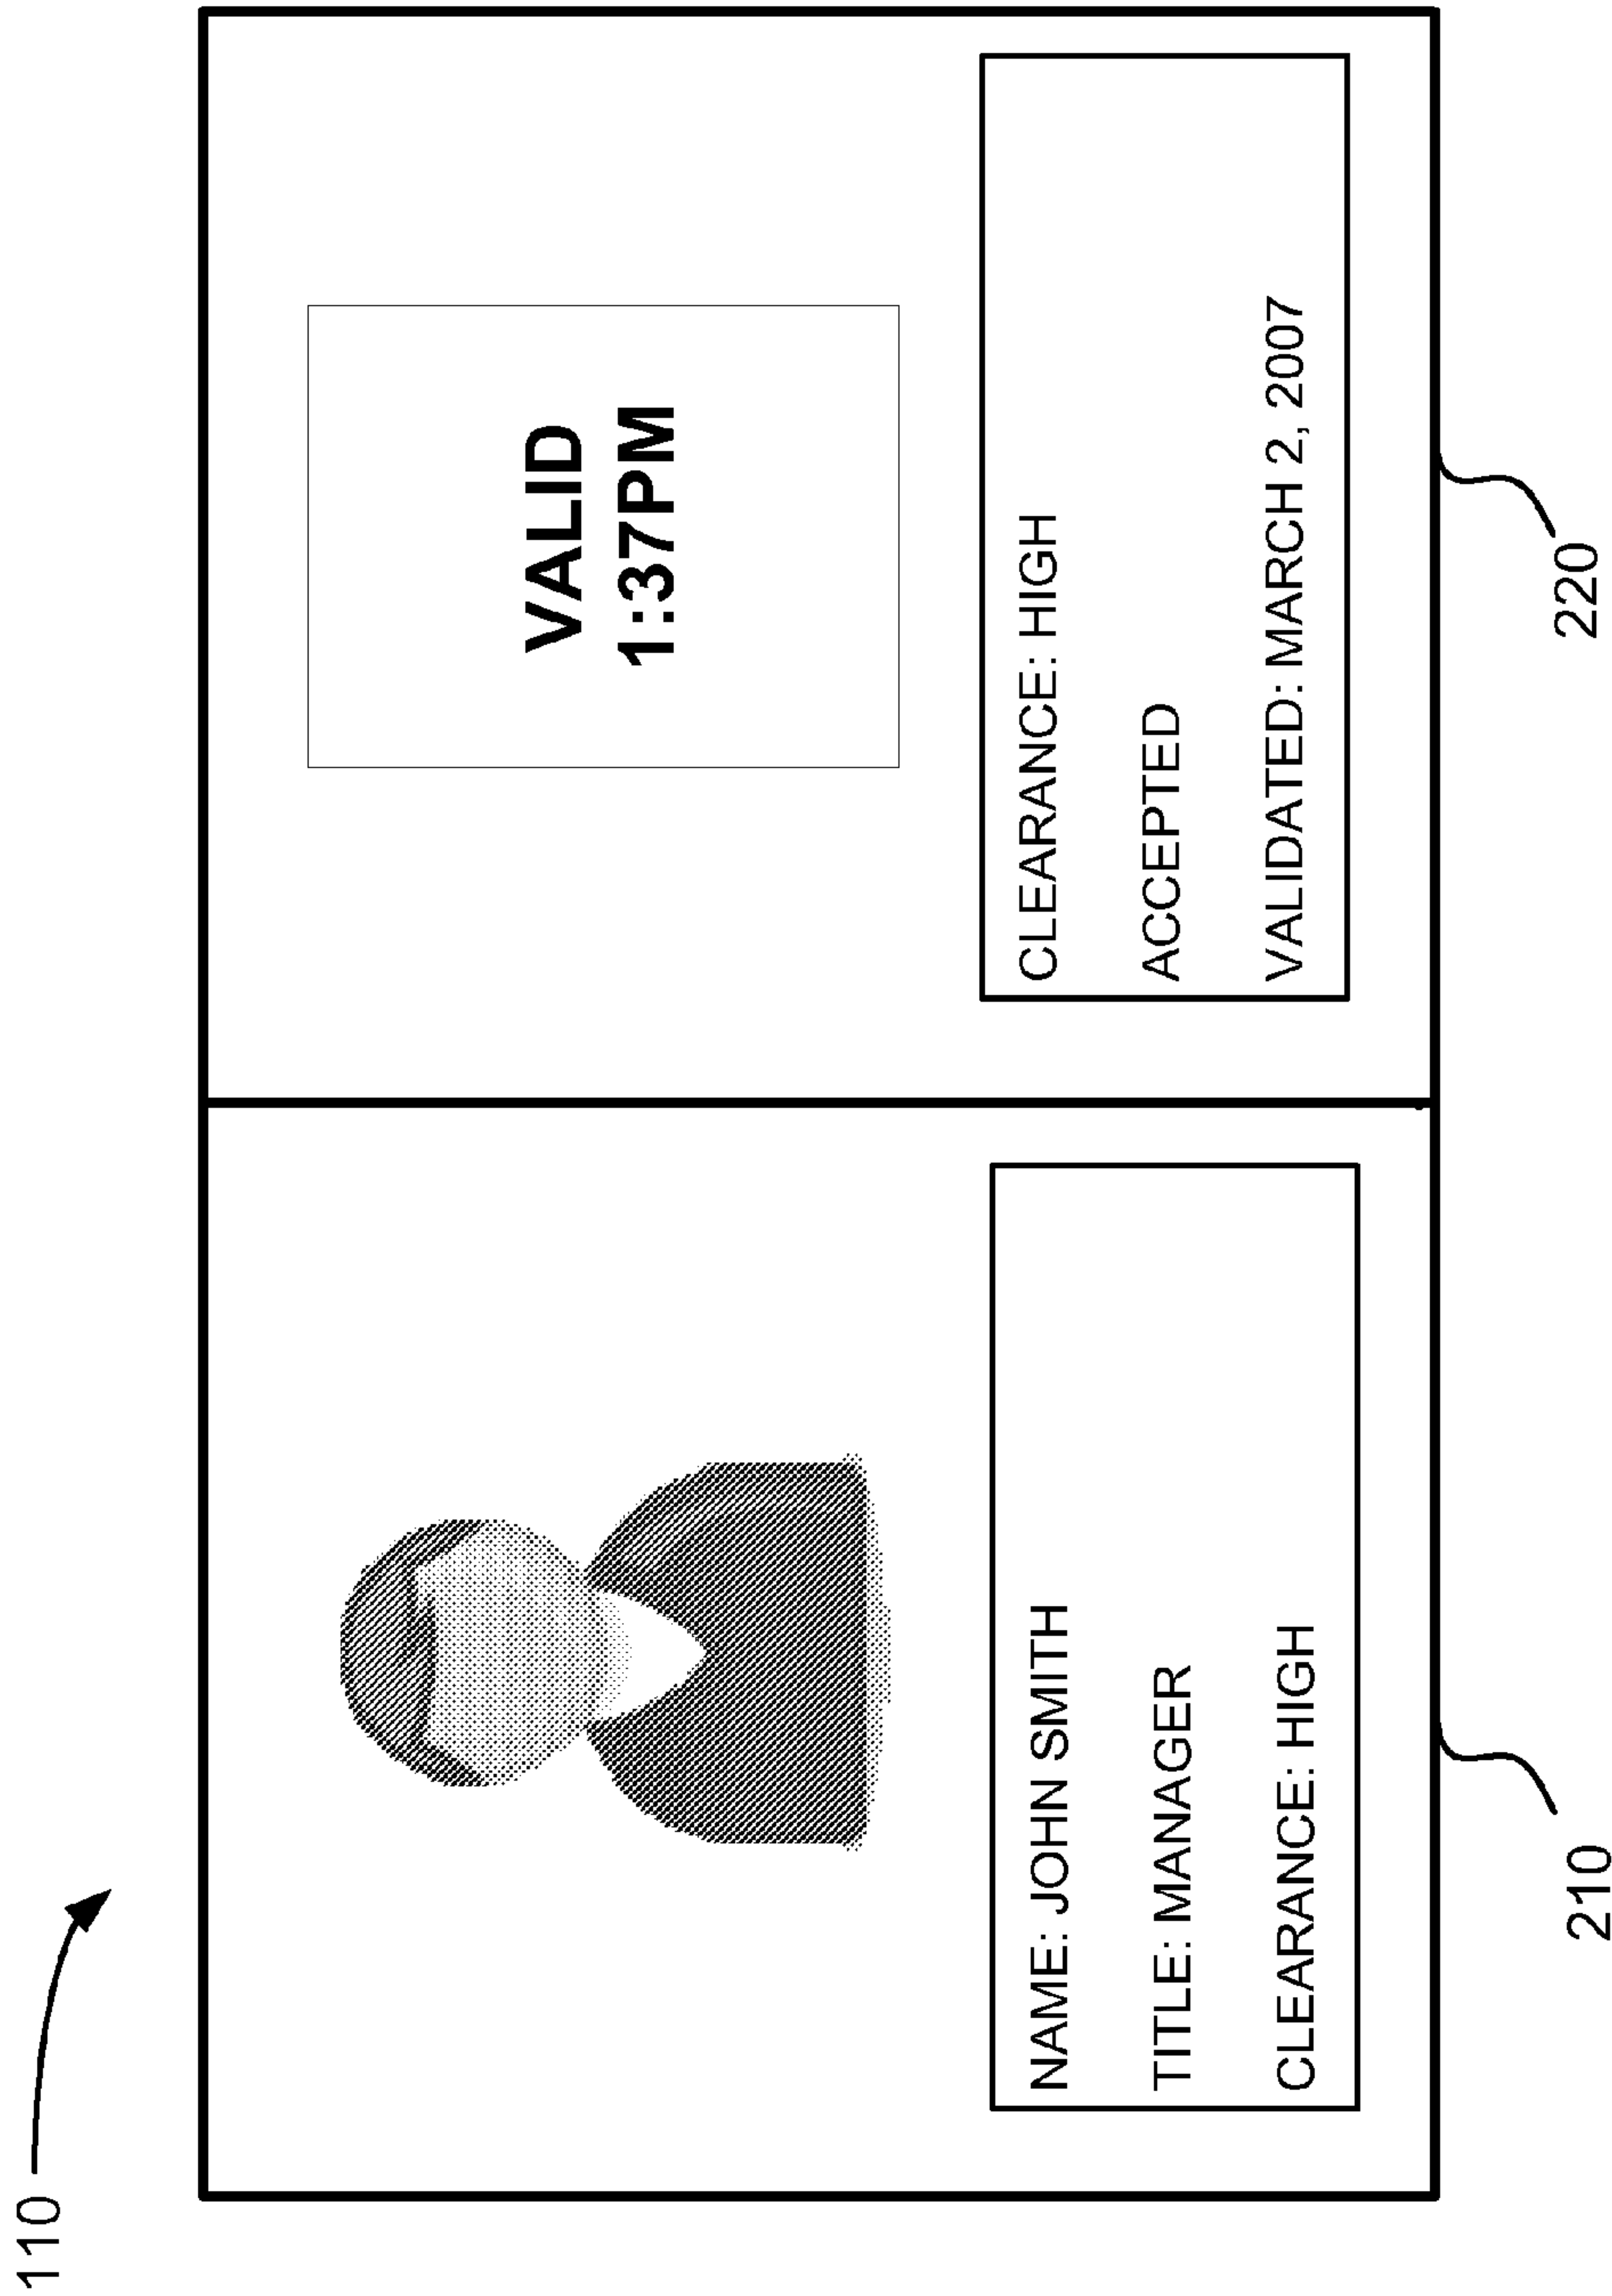 110
NAME: JOHN SMITH
TITLE: MANAGER
CLEARANCE: HIGH
210
VALID
1:37PM
CLEARANCE: HIGH
ACCEPTED
VALIDATED: MARCH 2, 2007
220